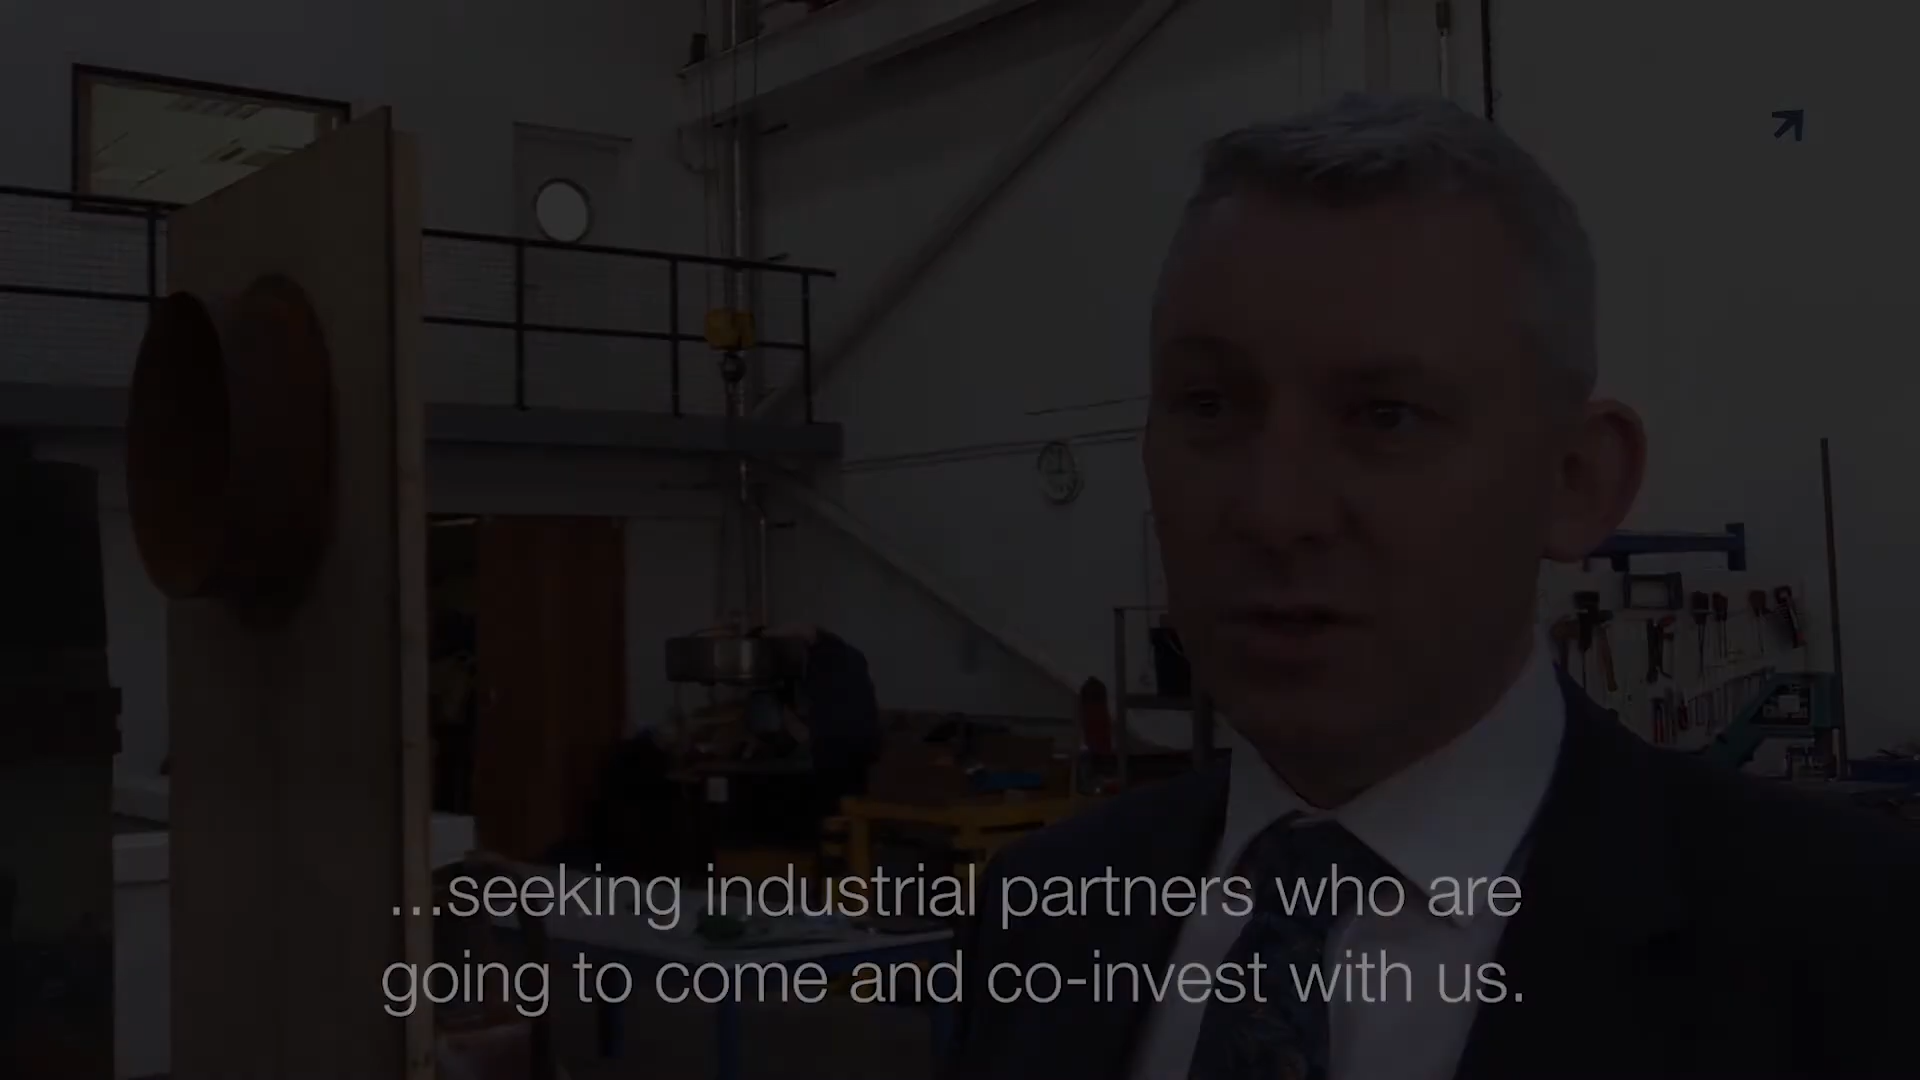 ...seeking industrial partners who are
going to come and co-invest with us.